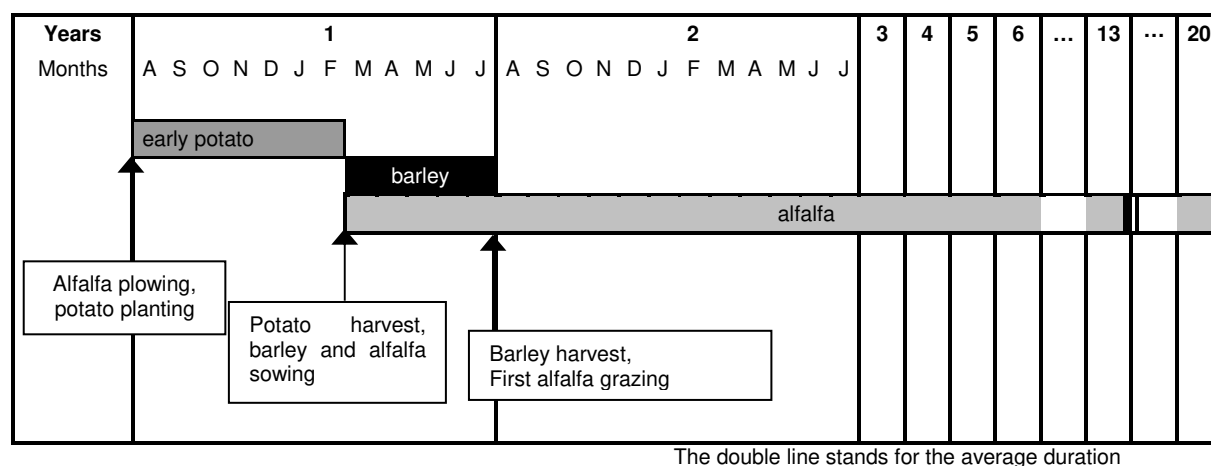 Years 1 2 3 4 5 6 ... 13 ... 20
Months A S O N D J F M A M J J A S O N D J F M A M J J
early potato
barley
alfalfa
Alfalfa plowing,
potato planting
Potato harvest,
barley and alfalfa
sowing
Barley harvest,
First alfalfa grazing
The double line stands for the average duration